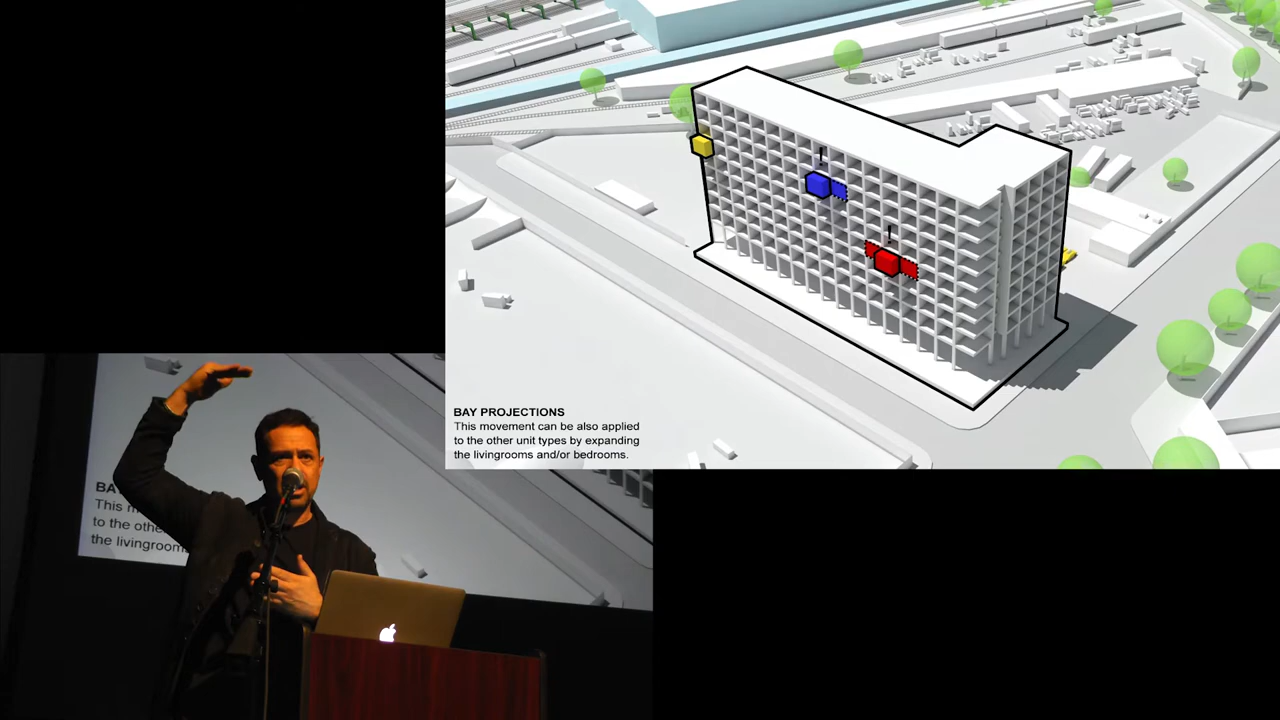 BAY PROJECTIONS
This movement can be also applied
to the other unit types by expanding
the livingrooms and/or bedrooms.
BA
This m
to the othe
the livingroom